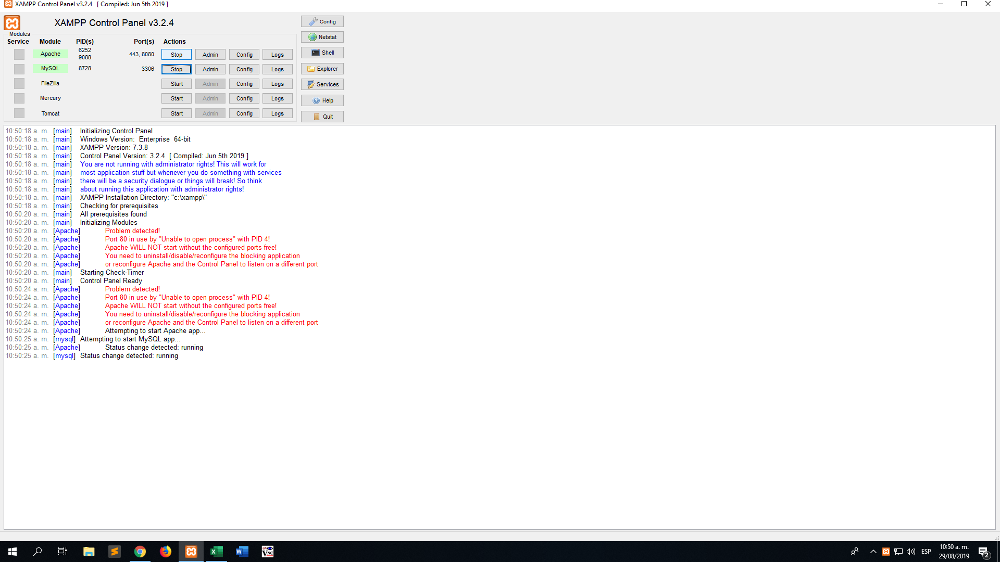 XAMPP Control Panel v3.2.4   [ Compiled: Jun 5th 2019 ]
XAMPP Control Panel v3.2.4
Config
Modules
Service Module PID(s) Port(s) Actions
Netstat
Apache 6252 9088 443, 8080 Stop Admin Config Logs
Shell
MySQL 8728 3306 Stop Admin Config Logs
Explorer
FileZilla Start Admin Config Logs
Services
Mercury Start Admin Config Logs
Help
Tomcat Start Admin Config Logs
Quit
10:50:18 a. m. [main] Initializing Control Panel
10:50:18 a. m. [main] Windows Version:  Enterprise  64-bit
10:50:18 a. m. [main] XAMPP Version: 7.3.8
10:50:18 a. m. [main] Control Panel Version: 3.2.4  [ Compiled: Jun 5th 2019 ]
10:50:18 a. m. [main] You are not running with administrator rights! This will work for
10:50:18 a. m. [main] most application stuff but whenever you do something with services
10:50:18 a. m. [main] there will be a security dialogue or things will break! So think
10:50:18 a. m. [main] about running this application with administrator rights!
10:50:18 a. m. [main] XAMPP Installation Directory: "c:\xampp\"
10:50:18 a. m. [main] Checking for prerequisites
10:50:20 a. m. [main] All prerequisites found
10:50:20 a. m. [main] Initializing Modules
10:50:20 a. m. [Apache] Problem detected!
10:50:20 a. m. [Apache] Port 80 in use by "Unable to open process" with PID 4!
10:50:20 a. m. [Apache] Apache WILL NOT start without the configured ports free!
10:50:20 a. m. [Apache] You need to uninstall/disable/reconfigure the blocking application
10:50:20 a. m. [Apache] or reconfigure Apache and the Control Panel to listen on a different port
10:50:20 a. m. [main] Starting Check-Timer
10:50:20 a. m. [main] Control Panel Ready
10:50:24 a. m. [Apache] Problem detected!
10:50:24 a. m. [Apache] Port 80 in use by "Unable to open process" with PID 4!
10:50:24 a. m. [Apache] Apache WILL NOT start without the configured ports free!
10:50:24 a. m. [Apache] You need to uninstall/disable/reconfigure the blocking application
10:50:24 a. m. [Apache] or reconfigure Apache and the Control Panel to listen on a different port
10:50:24 a. m. [Apache] Attempting to start Apache app...
10:50:25 a. m. [mysql] Attempting to start MySQL app...
10:50:25 a. m. [Apache] Status change detected: running
10:50:25 a. m. [mysql] Status change detected: running
VNC
ESP
10:50 a. m.
29/08/2019
2